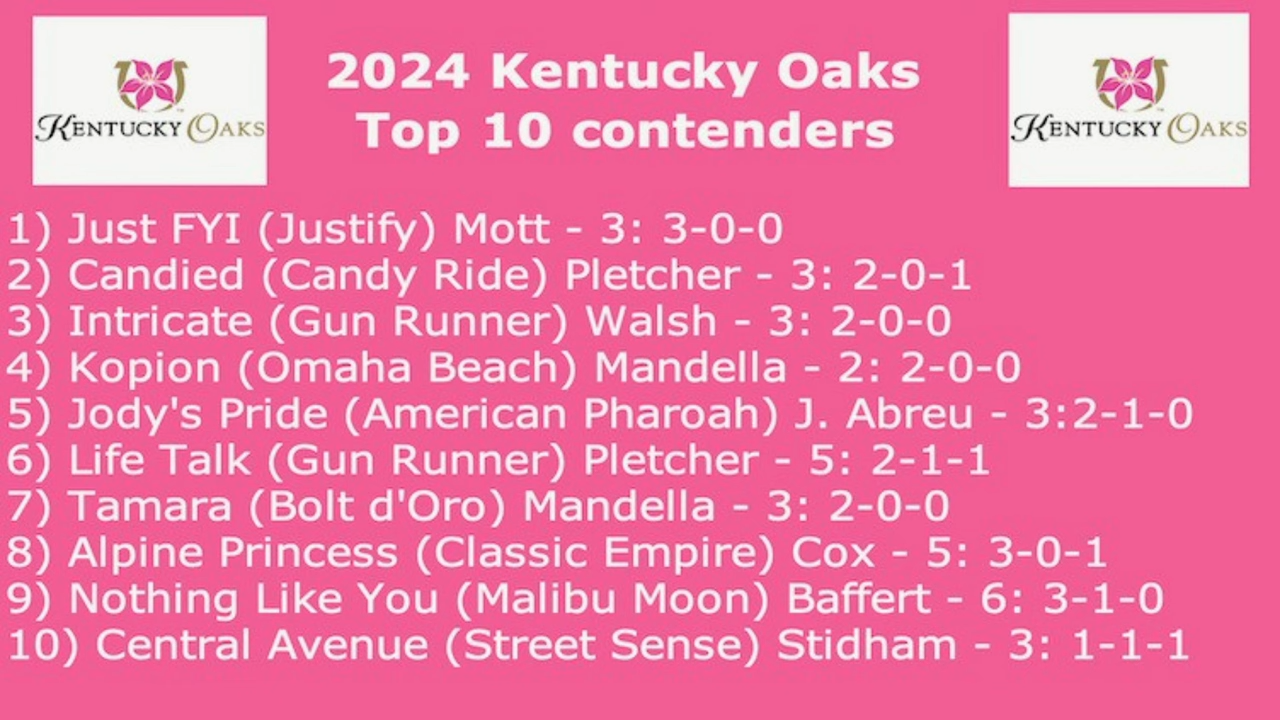 KENTUCKY OAKS
2024 Kentucky Oaks
Top 10 contenders
KENTUCKY OAKS
1) Just FYI (Justify) Mott - 3: 3-0-0
2) Candied (Candy Ride) Pletcher - 3: 2-0-1
3) Intricate (Gun Runner) Walsh - 3: 2-0-0
4) Kopion (Omaha Beach) Mandella - 2: 2-0-0
5) Jody's Pride (American Pharoah) J. Abreu - 3:2-1-0
6) Life Talk (Gun Runner) Pletcher - 5: 2-1-1
7) Tamara (Bolt d'Oro) Mandella - 3: 2-0-0
8) Alpine Princess (Classic Empire) Cox - 5: 3-0-1
9) Nothing Like You (Malibu Moon) Baffert - 6: 3-1-0
10) Central Avenue (Street Sense) Stidham - 3: 1-1-1